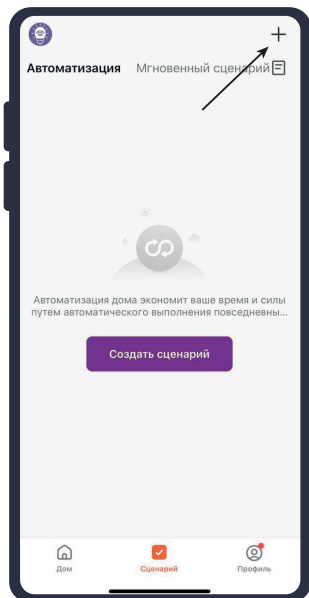 Автоматизация Мгновенный сценарий
Автоматизация дома экономит ваше время и силы
путем автоматического выполнения повседневны...
Создать сценарий
Дом Сценарий Профиль